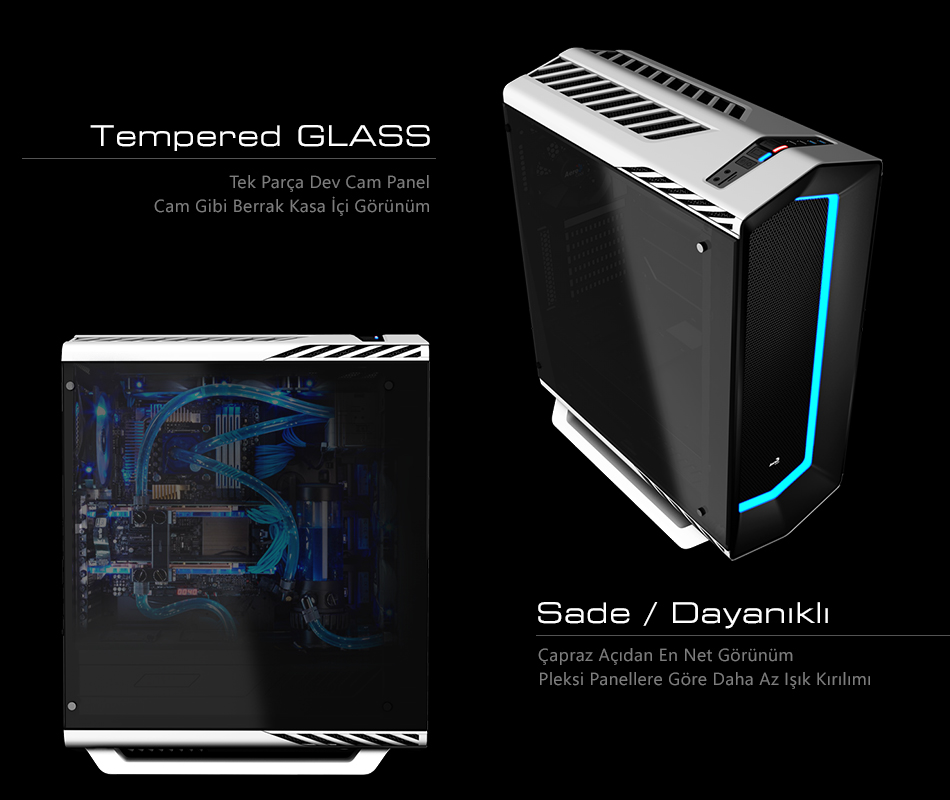 Tempered GLASS
Tek Parça Dev Cam Panel
Cam Gibi Berrak Kasa İçi Görünüm
Sade / Dayanıklı
Çapraz Açıdan En Net Görünüm
Pleksi Panellere Göre Daha Az Işık Kırılımı